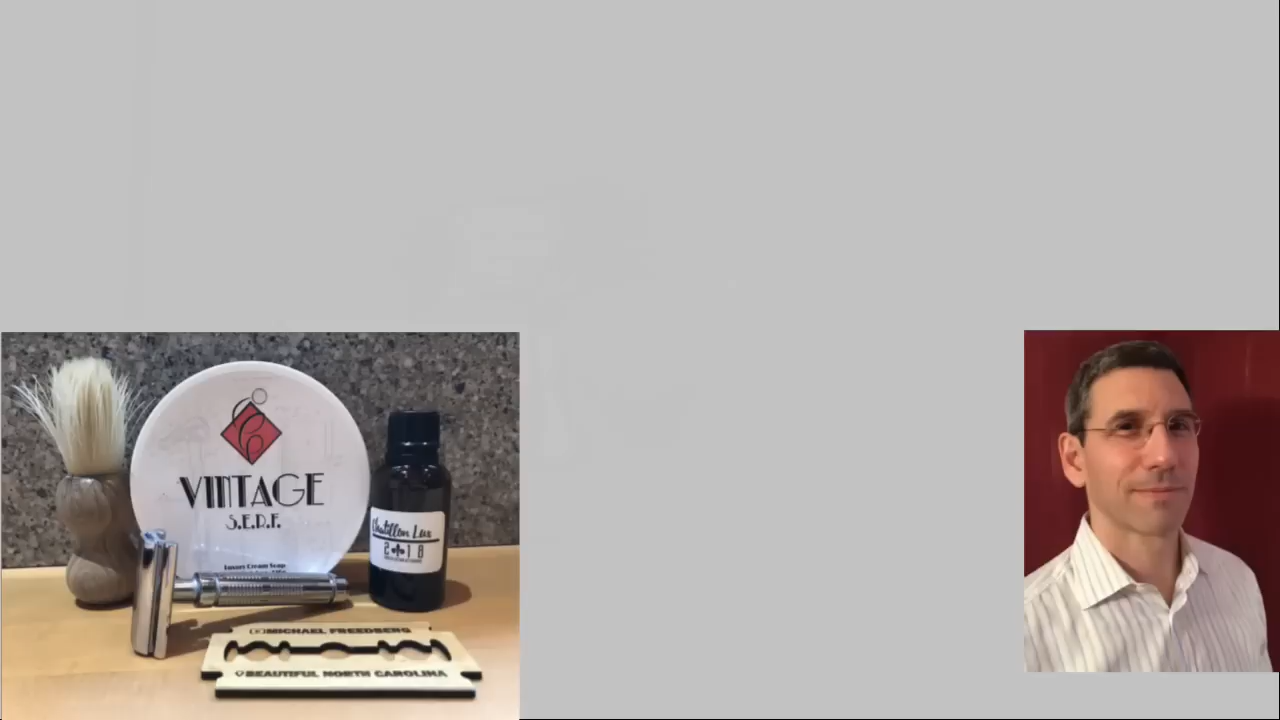 VINTAGE
S.E.R.F.
Luxury Cream Soap
Chatillon Lux
2 1 8
MICHAEL FREEDBERG
BEAUTIFUL NORTH CAROLINA